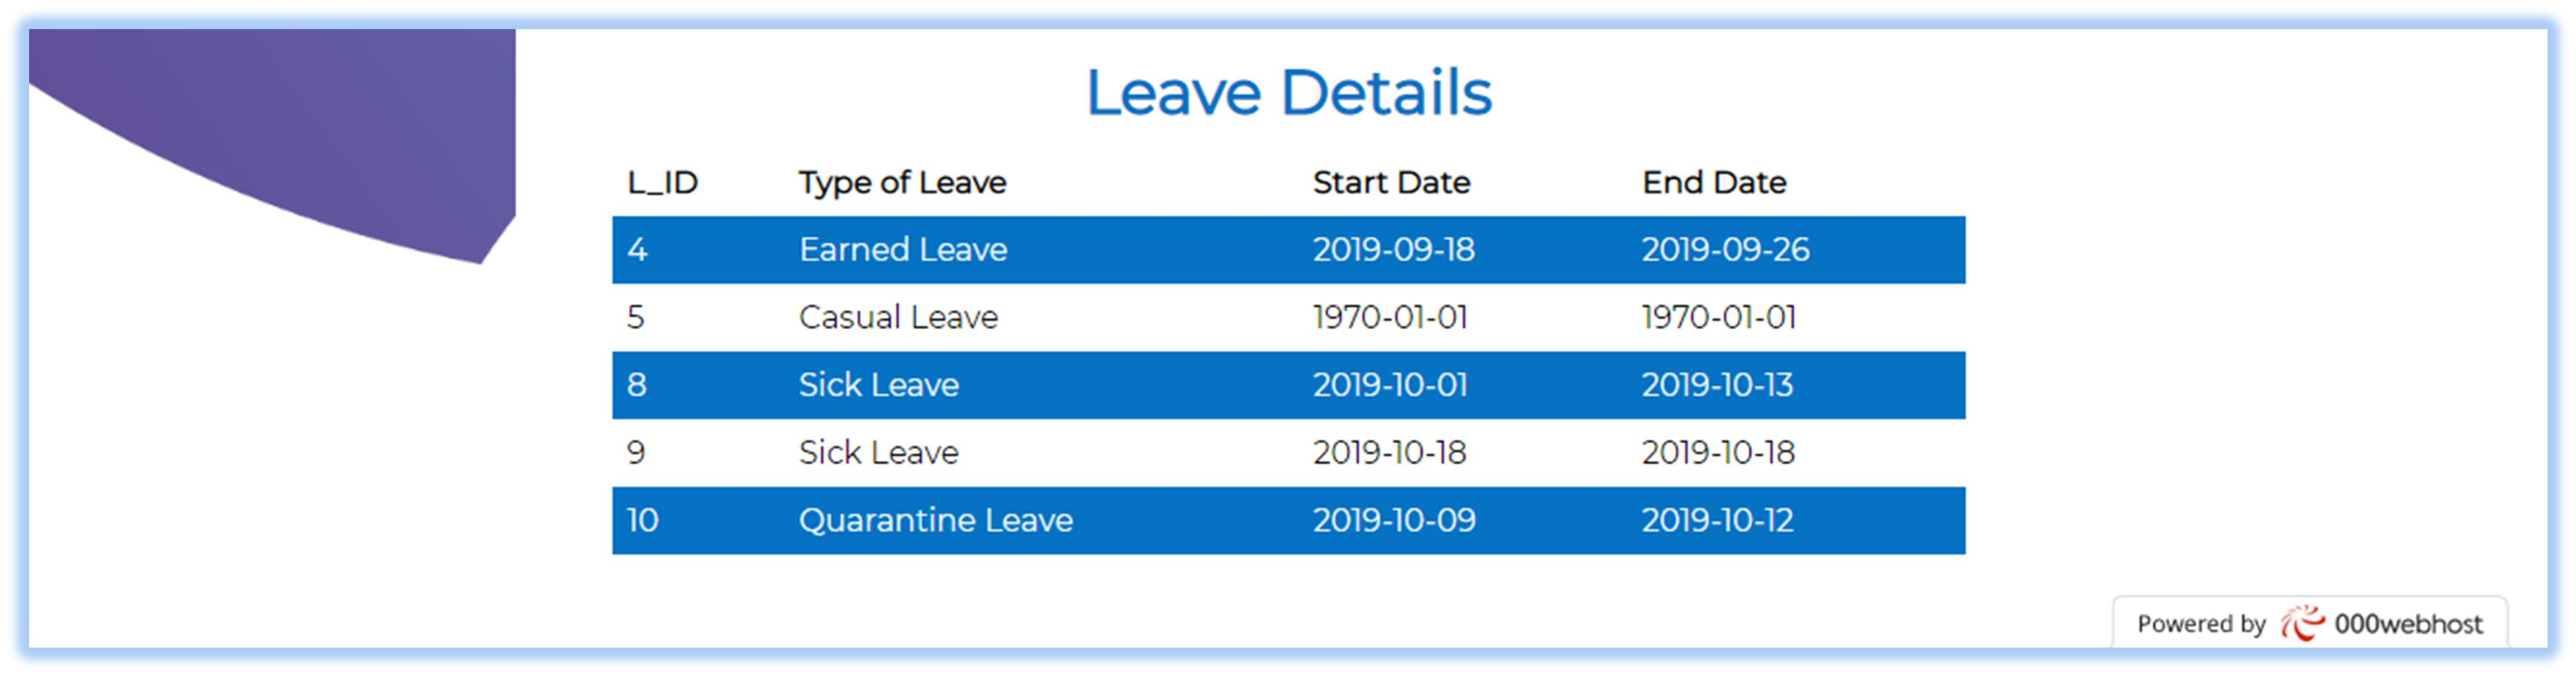 Leave Details
L_ID Type of Leave Start Date End Date
4 Earned Leave 2019-09-18 2019-09-26
5 Casual Leave 1970-01-01 1970-01-01
8 Sick Leave 2019-10-01 2019-10-13
9 Sick Leave 2019-10-18 2019-10-18
10 Quarantine Leave 2019-10-09 2019-10-12
Powered by 000webhost